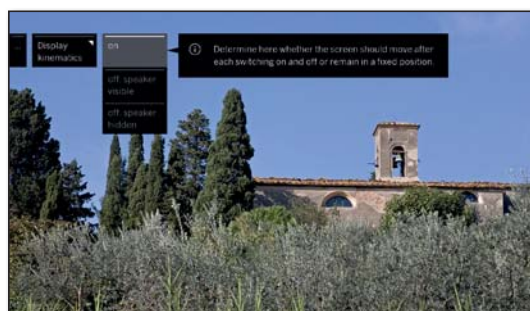 ...
Display
kinematics
on
Determine here whether the screen should move after
each switching on and off or remain in a fixed position.
off: speaker
visible
off: speaker
hidden